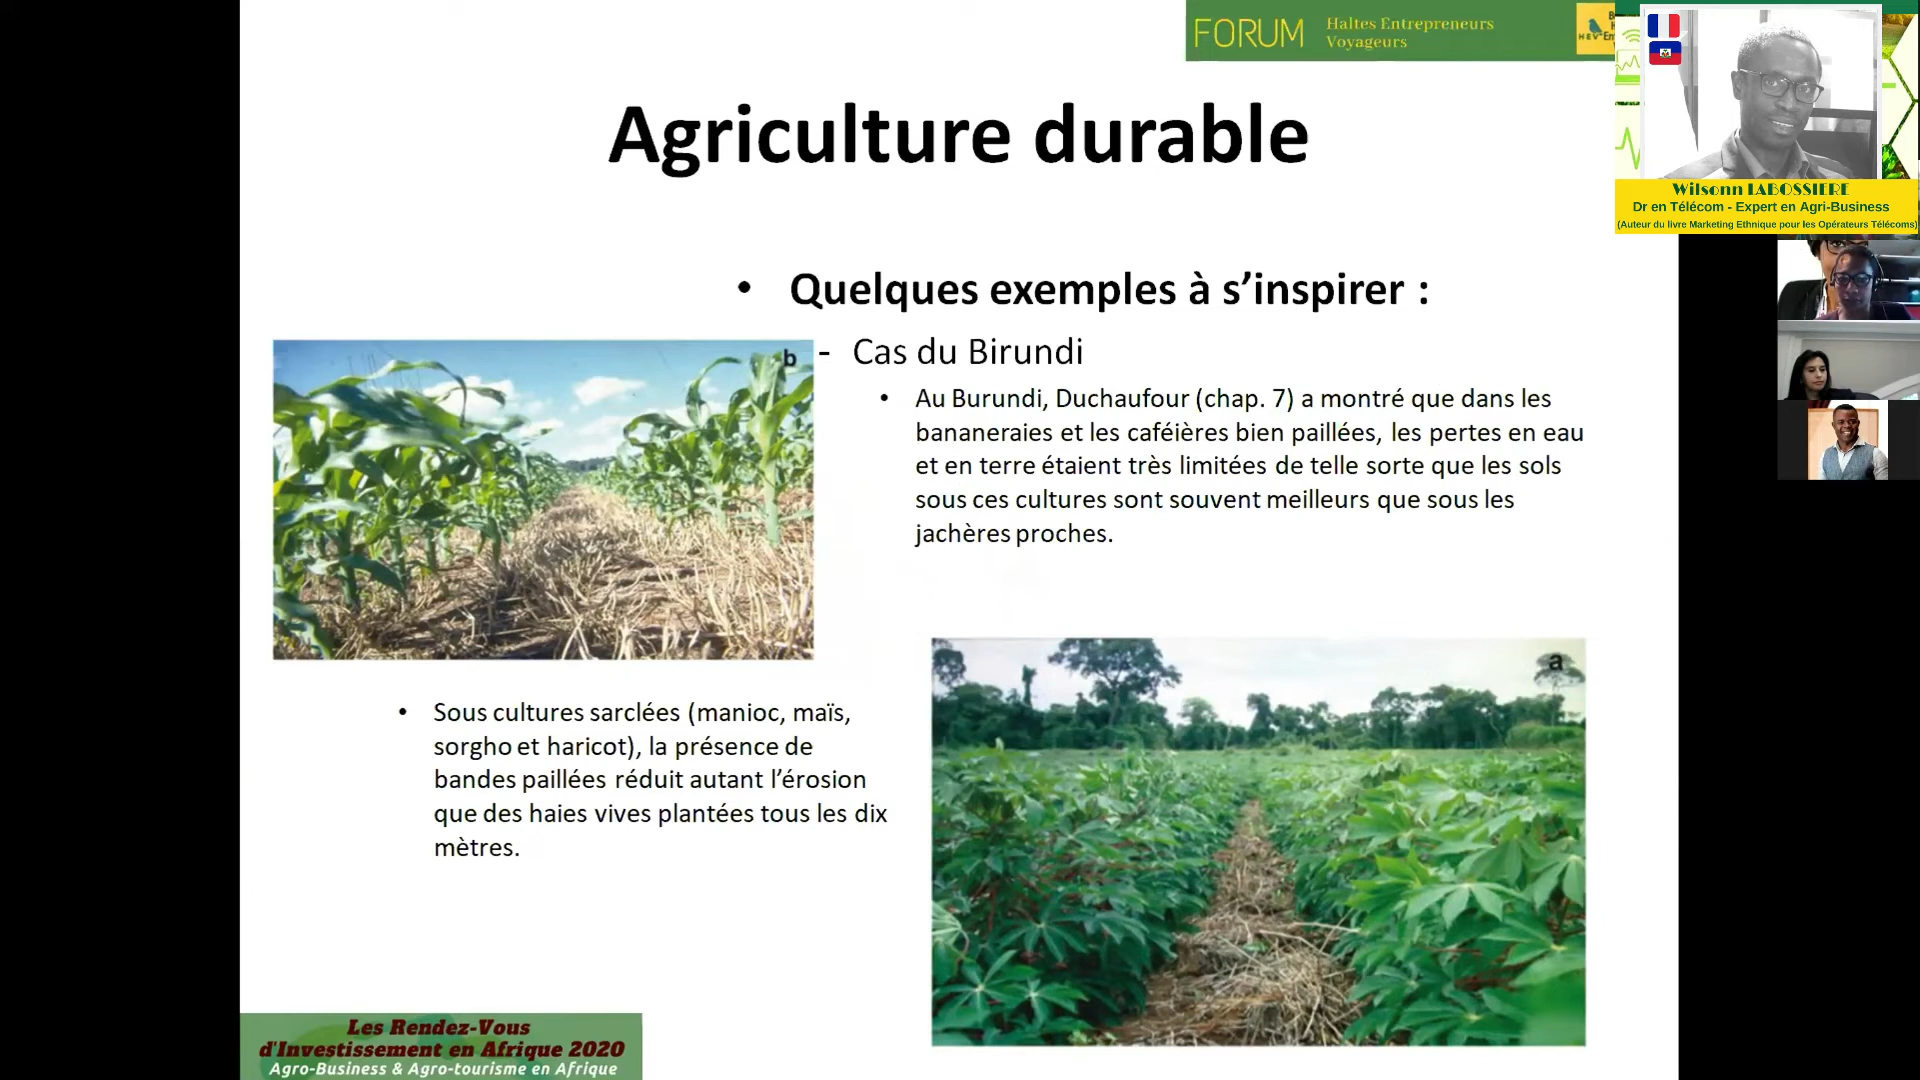 FORUM
Haltes Entrepreneurs
Voyageurs
Wilsonn LABOSSIERE
Dr en Télécom - Expert en Agri-Business
(Auteur du livre Marketing Ethnique pour les Opérateurs Télécoms)
Agriculture durable
• Quelques exemples à s’inspirer :
- Cas du Birundi
• Au Burundi, Duchaufour (chap. 7) a montré que dans les
bananeraies et les caféières bien paillées, les pertes en eau
et en terre étaient très limitées de telle sorte que les sols
sous ces cultures sont souvent meilleurs que sous les
jachères proches.
b
a
• Sous cultures sarclées (manioc, maïs,
sorgho et haricot), la présence de
bandes paillées réduit autant l’érosion
que des haies vives plantées tous les dix
mètres.
Les Rendez-Vous
d'Investissement en Afrique 2020
Agro-Business & Agro-tourisme en Afrique